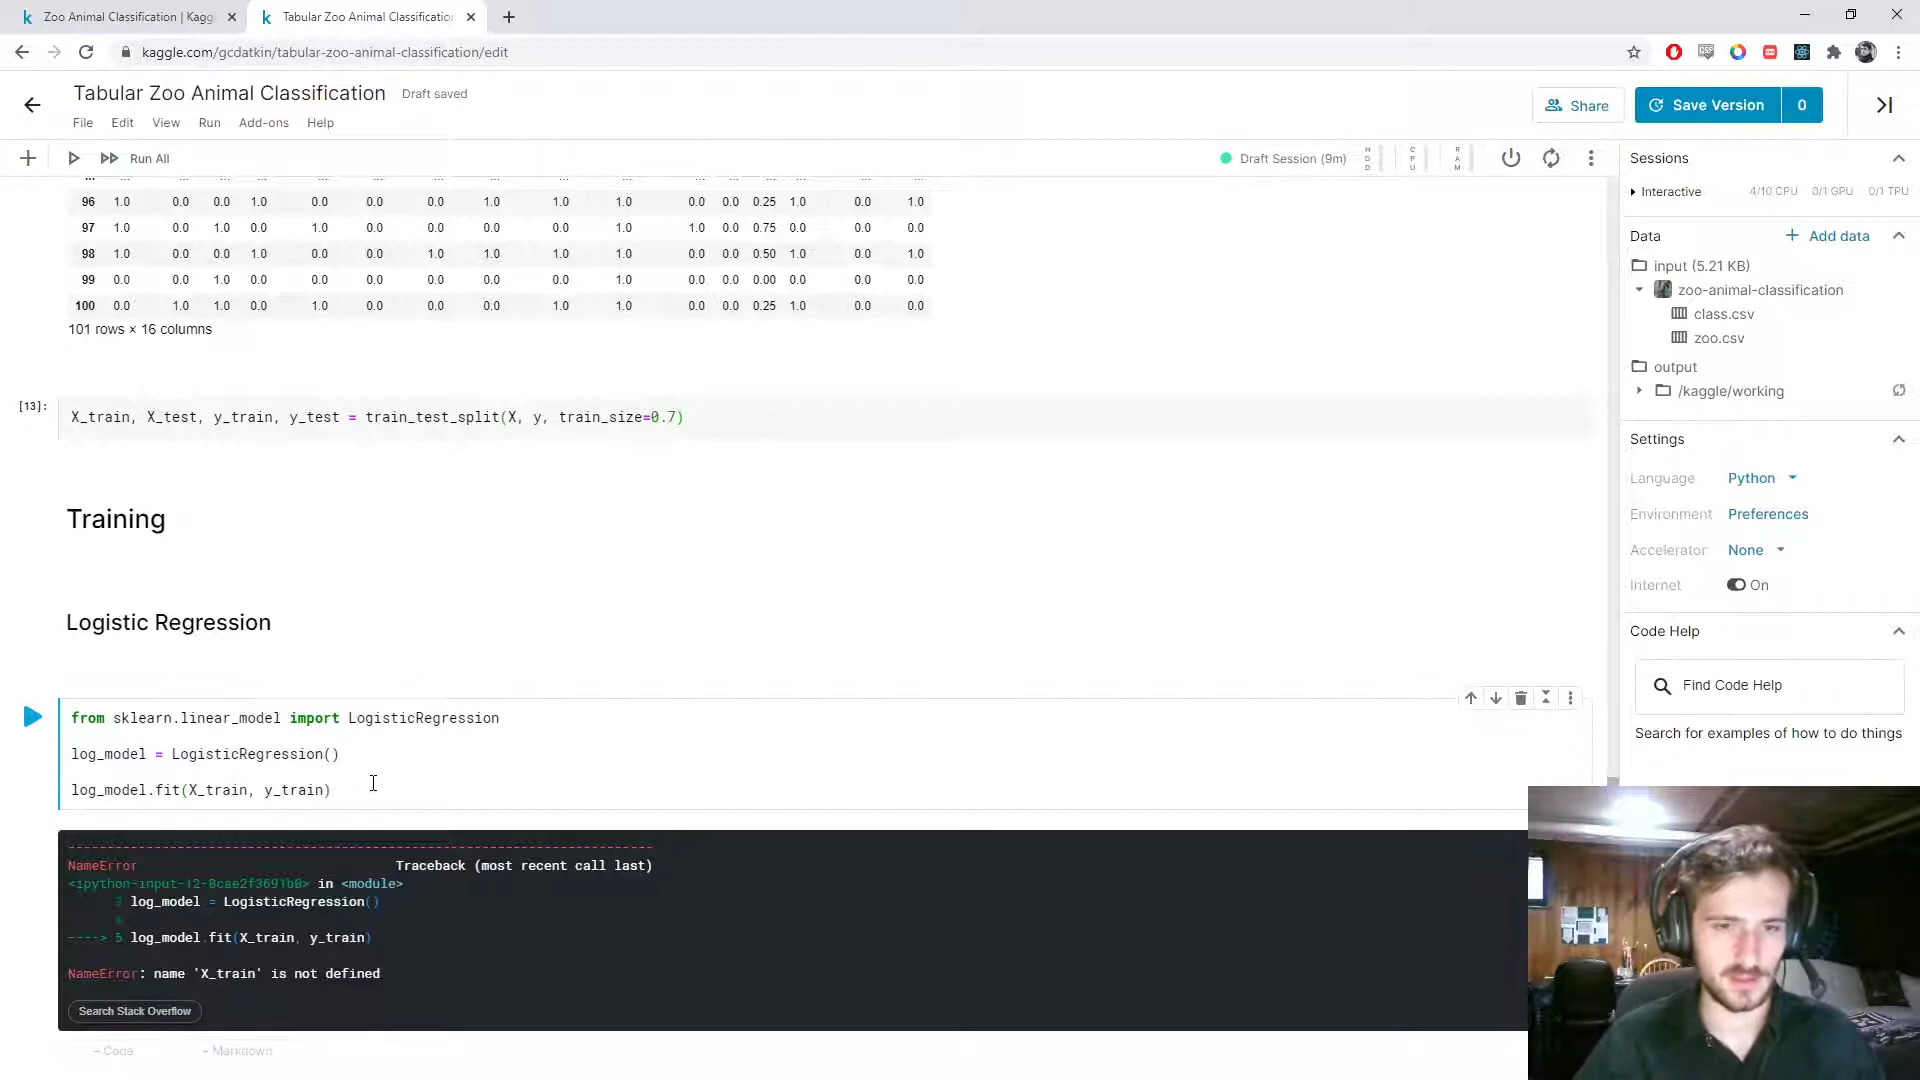 Zoo Animal Classification | Kagg
Tabular Zoo Animal Classification
kaggle.com/gcdatkin/tabular-zoo-animal-classification/edit
Tabular Zoo Animal Classification
Draft saved
Share
Save Version
0
File Edit View Run Add-ons Help
Run All
Draft Session (9m)
HDD
CPU
RAM
96 1.0 0.0 0.0 1.0 0.0 0.0 0.0 1.0 1.0 1.0 0.0 0.0 0.25 1.0 0.0 1.0
97 1.0 0.0 1.0 0.0 1.0 0.0 0.0 0.0 0.0 1.0 1.0 0.0 0.75 0.0 0.0 0.0
98 1.0 0.0 0.0 1.0 0.0 0.0 1.0 1.0 1.0 1.0 0.0 0.0 0.50 1.0 0.0 1.0
99 0.0 0.0 1.0 0.0 0.0 0.0 0.0 0.0 0.0 1.0 0.0 0.0 0.00 0.0 0.0 0.0
100 0.0 1.0 1.0 0.0 1.0 0.0 0.0 0.0 1.0 1.0 0.0 0.0 0.25 1.0 0.0 0.0
101 rows × 16 columns
[13]:
X_train, X_test, y_train, y_test = train_test_split(X, y, train_size=0.7)
Training
Logistic Regression
from sklearn.linear_model import LogisticRegression
log_model = LogisticRegression()
log_model.fit(X_train, y_train)
NameError Traceback (most recent call last)
<ipython-input-12-0cae2f3691b0> in <module>
3 log_model = LogisticRegression()
4
----> 5 log_model.fit(X_train, y_train)
NameError: name 'X_train' is not defined
Search Stack Overflow
+ Code
+ Markdown
Sessions
Interactive
4/10 CPU 0/1 GPU 0/1 TPU
Data
+ Add data
input (5.21 KB)
zoo-animal-classification
class.csv
zoo.csv
output
/kaggle/working
Settings
Language Python
Environment Preferences
Accelerator None
Internet On
Code Help
Find Code Help
Search for examples of how to do things